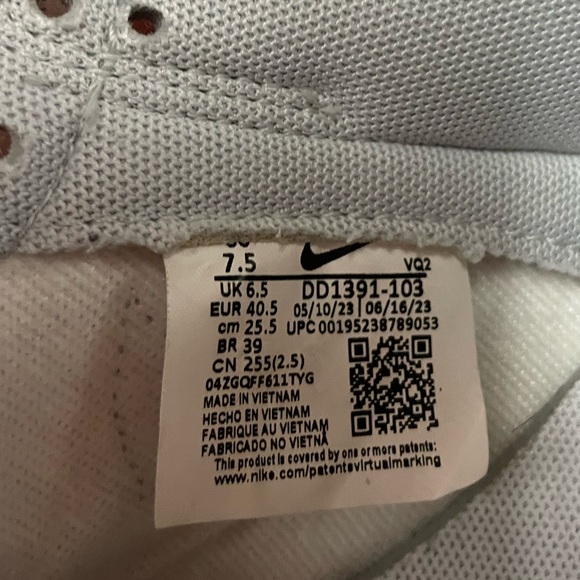 7.5 VQ2
UK 6.5 DD1391-103
EUR 40.5 05/10/23 | 06/16/23
cm 25.5 UPC 00195238789053
BR 39
CN 255(2.5)
04ZGQFF611TYG
MADE IN VIETNAM
HECHO EN VIETNAM
FABRIQUE AU VIETNAM
FABRICADO NO VIETNÃ
This product is covered by one or more patents:
www.nike.com/patentsvirtualmarking